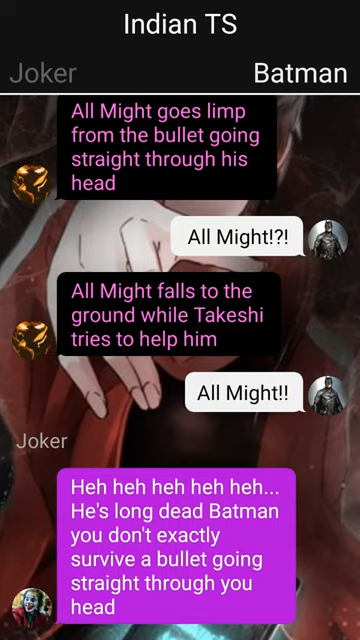 Indian TS
Joker
Batman
All Might goes limp
from the bullet going
straight through his
head
All Might!?!
All Might falls to the
ground while Takeshi
tries to help him
All Might!!
Joker
Heh heh heh heh heh...
He's long dead Batman
you don't exactly
survive a bullet going
straight through you
head